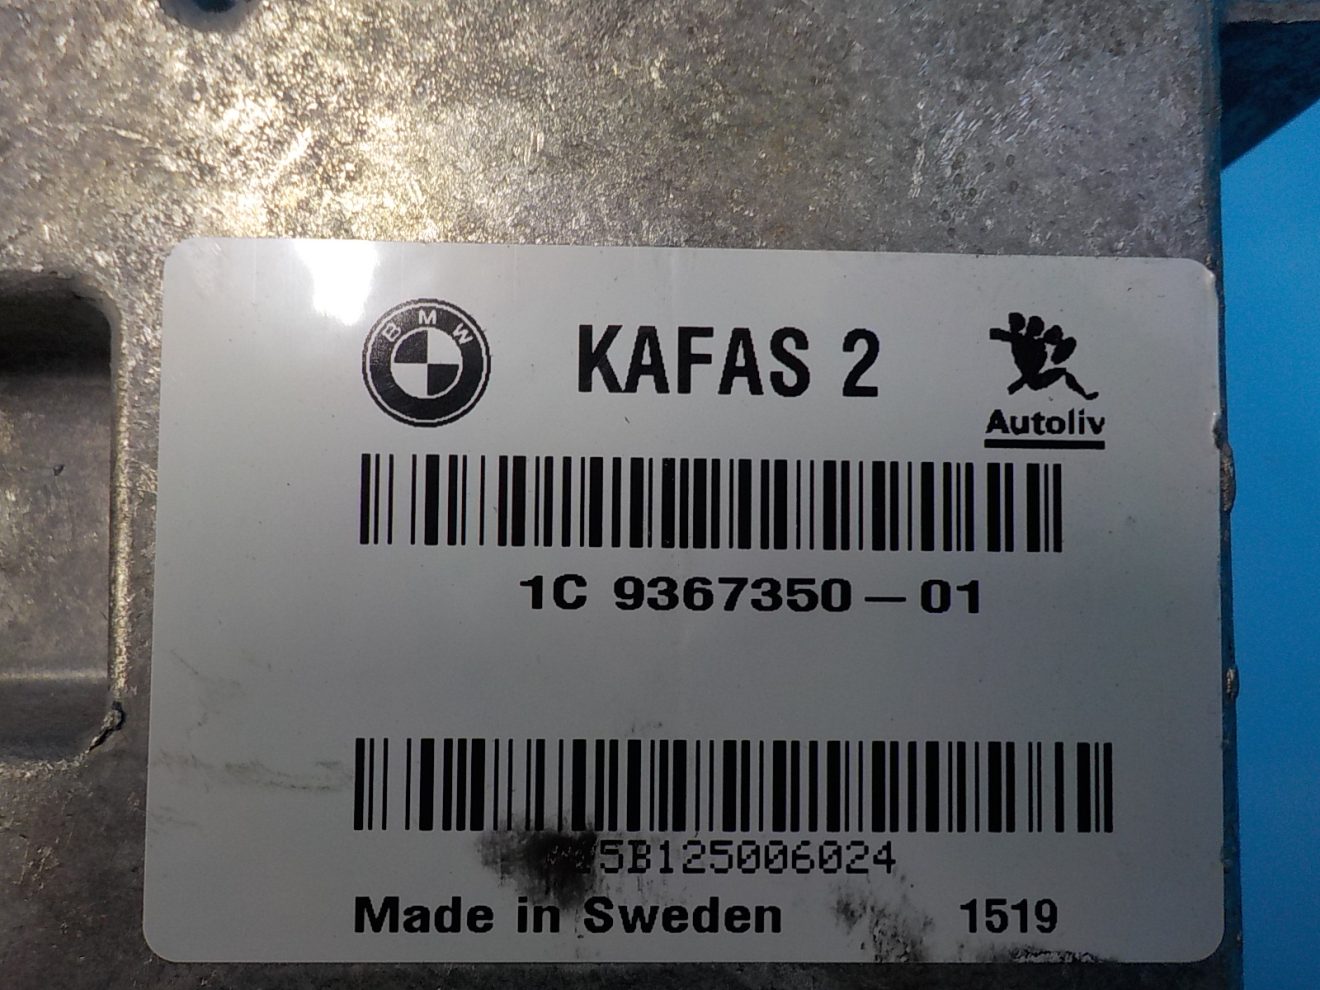 BMW
KAFAS 2
Autoliv
1C 9367350-01
5B125006024
Made in Sweden 1519